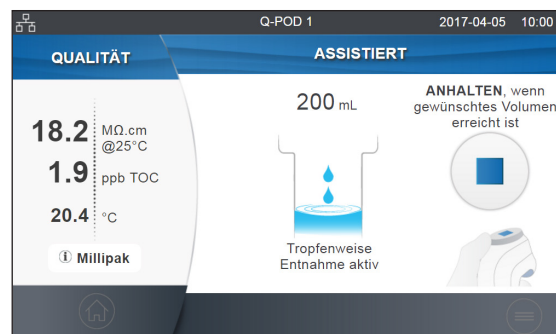 Q-POD 1
2017-04-05 10:00
QUALITÄT
ASSISTIERT
18.2 MΩ.cm
@25°C
1.9 ppb TOC
20.4 °C
i Millipak
200 mL
Tropfenweise
Entnahme aktiv
ANHALTEN, wenn
gewünschtes Volumen
erreicht ist